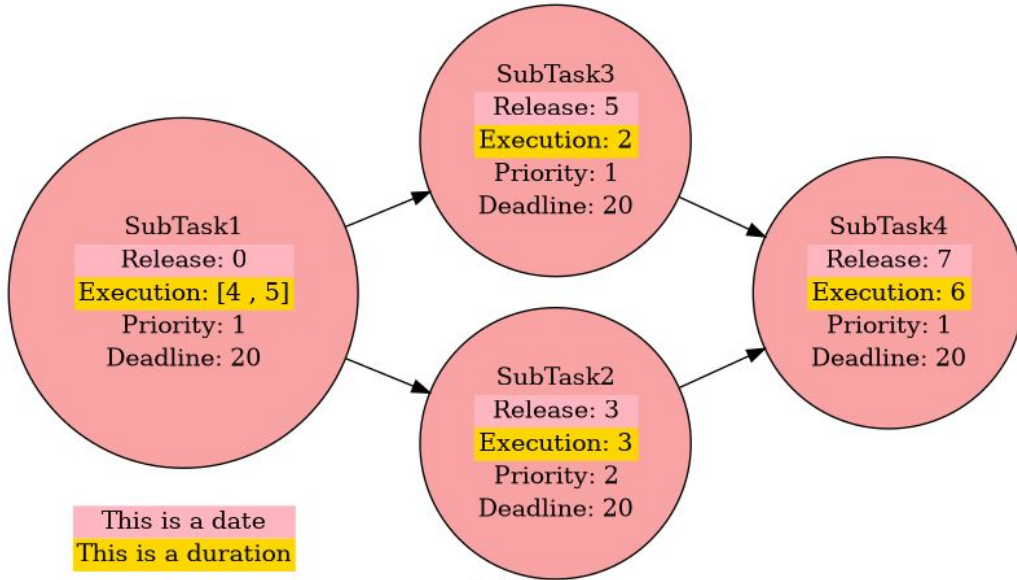 SubTask1
Release: 0
Execution: [4 , 5]
Priority: 1
Deadline: 20
SubTask3
Release: 5
Execution: 2
Priority: 1
Deadline: 20
SubTask2
Release: 3
Execution: 3
Priority: 2
Deadline: 20
SubTask4
Release: 7
Execution: 6
Priority: 1
Deadline: 20
This is a date
This is a duration